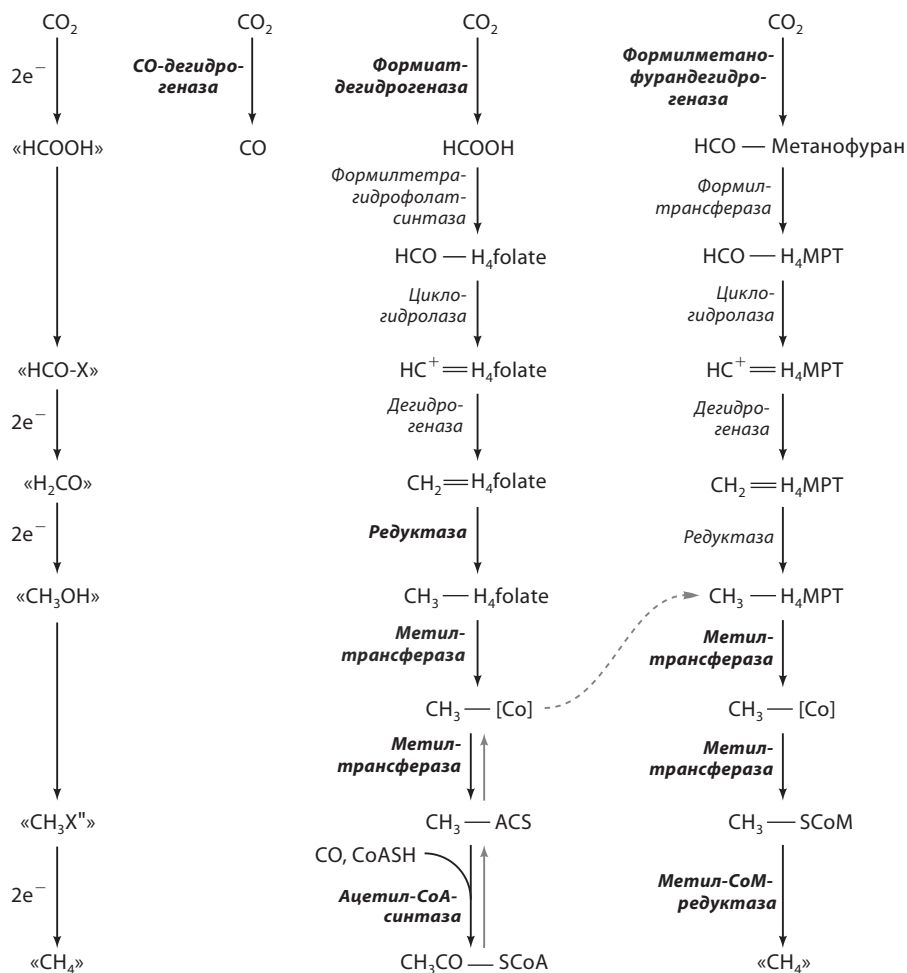 CO₂ CO₂ CO₂ CO₂
2e⁻ CO-дегидро-
геназа Формиат-
дегидрогеназа Формилметано-
фурандегидро-
геназа
«HCOOH» CO HCOOH HCO — Метанофуран
Формилтетра-
гидрофолат-
синтаза
Формил-
трансфераза
HCO — H₄folate HCO — H₄MPT
Цикло-
гидролаза
Цикло-
гидролаза
«HCO-X» HC⁺═H₄folate HC⁺═H₄MPT
2e⁻
Дегидро-
геназа
Дегидро-
геназа
«H₂CO» CH₂═H₄folate CH₂═H₄MPT
2e⁻ Редуктаза Редуктаза
«CH₃OH» CH₃ — H₄folate CH₃ — H₄MPT
Метил-
трансфераза
Метил-
трансфераза
CH₃ — [Co] CH₃ — [Co]
Метил-
трансфераза
Метил-
трансфераза
«CH₃X" » CH₃ — ACS CH₃ — SCoM
CO, CoASH
2e⁻
Ацетил-CoA-
синтаза
Метил-CoM-
редуктаза
«CH₄» CH₃CO — SCoA «CH₄»